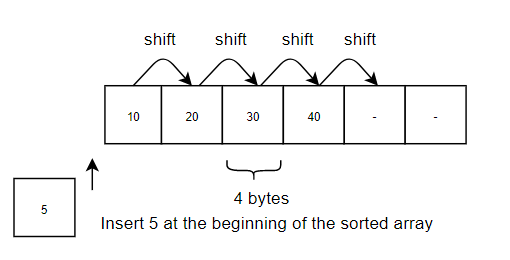 shift shift shift shift
10 20 30 40 - -
5
4 bytes
Insert 5 at the beginning of the sorted array